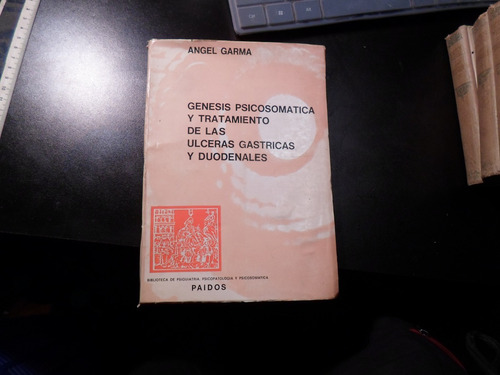 ANGEL GARMA
GENESIS PSICOSOMATICA
Y TRATAMIENTO
DE LAS
ULCERAS GASTRICAS
Y DUODENALES
BIBLIOTECA DE PSIQUIATRIA, PSICOPATOLOGIA Y PSICOSOMATICA
PAIDOS